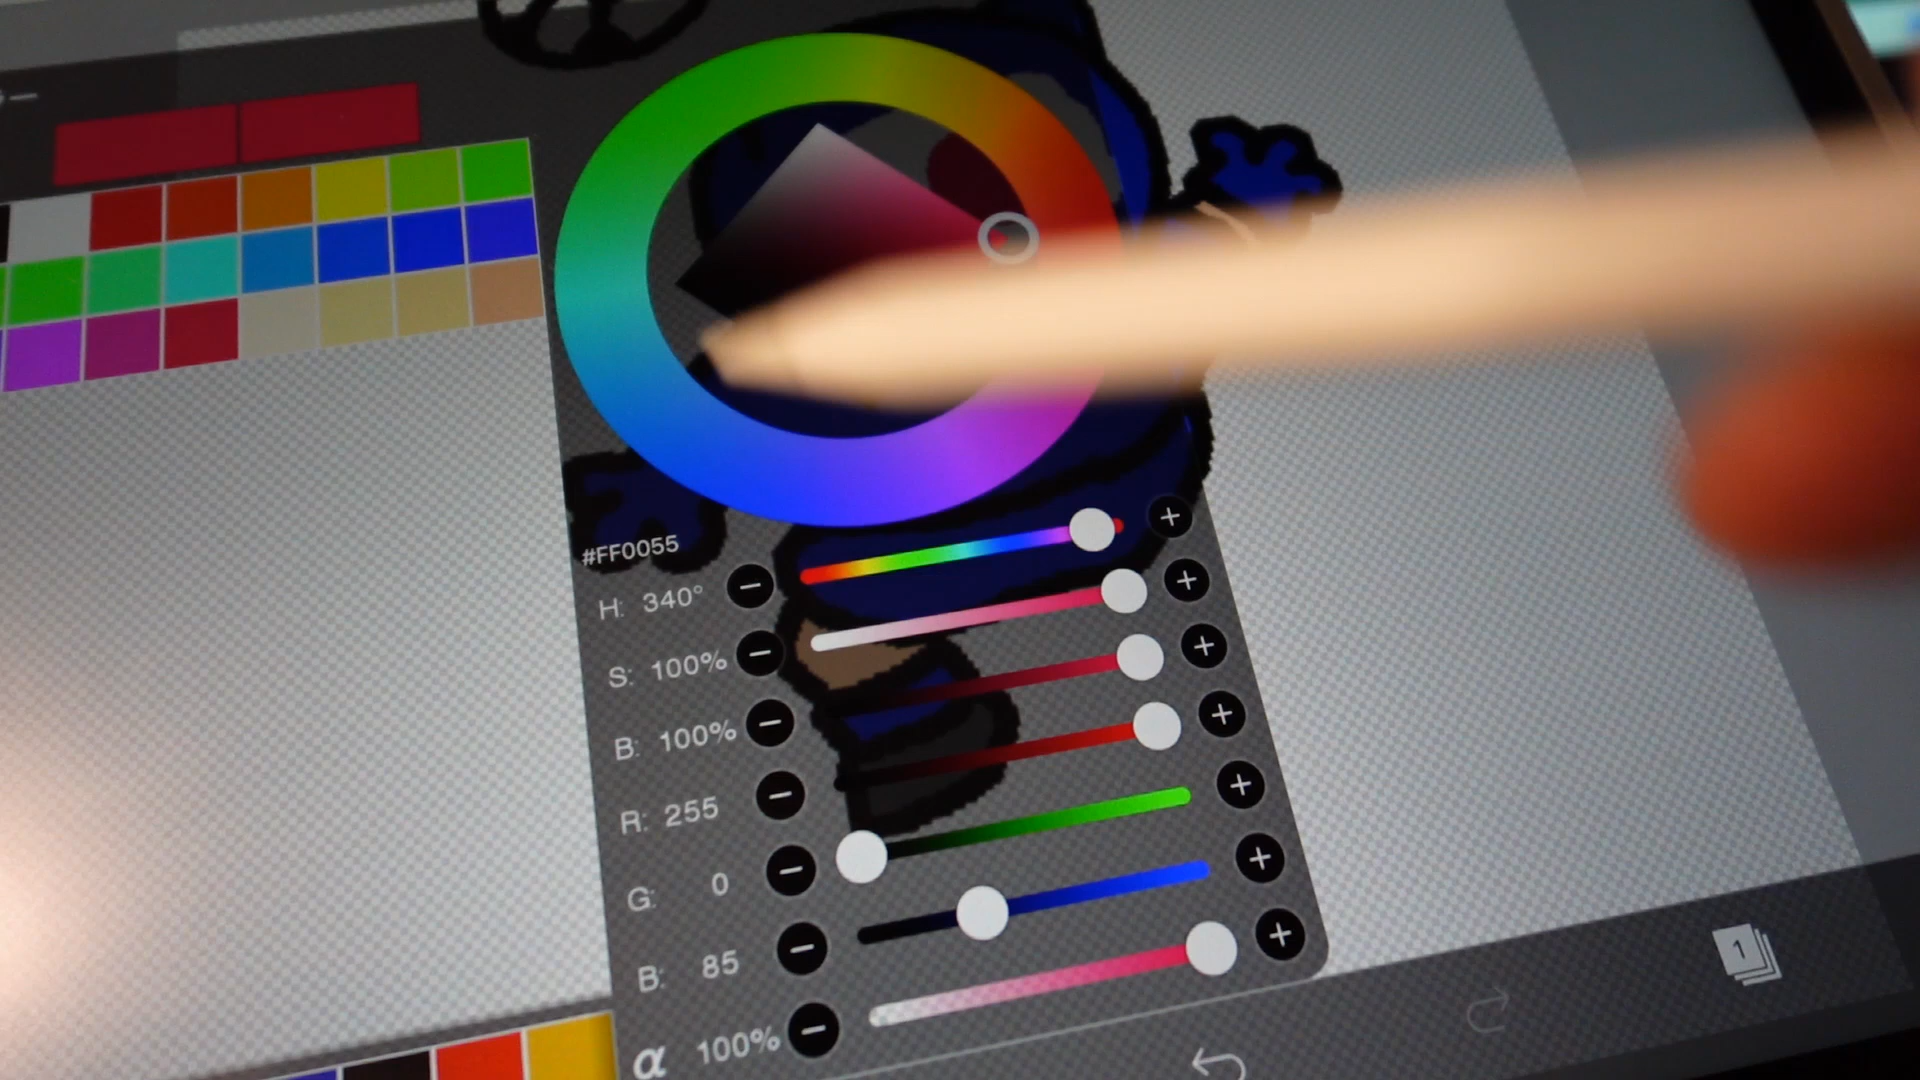 #FF0055
H: 340°
S: 100%
B: 100%
R: 255
G: 0
B: 85
α 100%
1